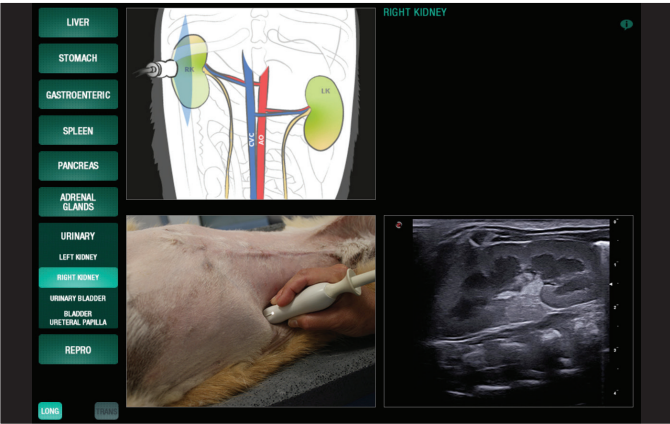 LIVER
STOMACH
GASTROENTERIC
SPLEEN
PANCREAS
ADRENAL
GLANDS
URINARY
LEFT KIDNEY
RIGHT KIDNEY
URINARY BLADDER
BLADDER
URETERAL PAPILLA
REPRO
LONG
TRANS
RK
LK
CVC
AO
RIGHT KIDNEY
i